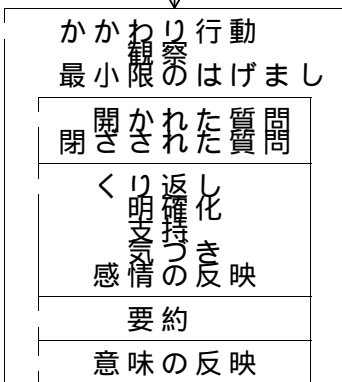 かかわり行動
観察
最小限のはげまし
開かれた質問
閉ざされた質問
くり返し
明確化
支持
気づき
感情の反映
要約
意味の反映